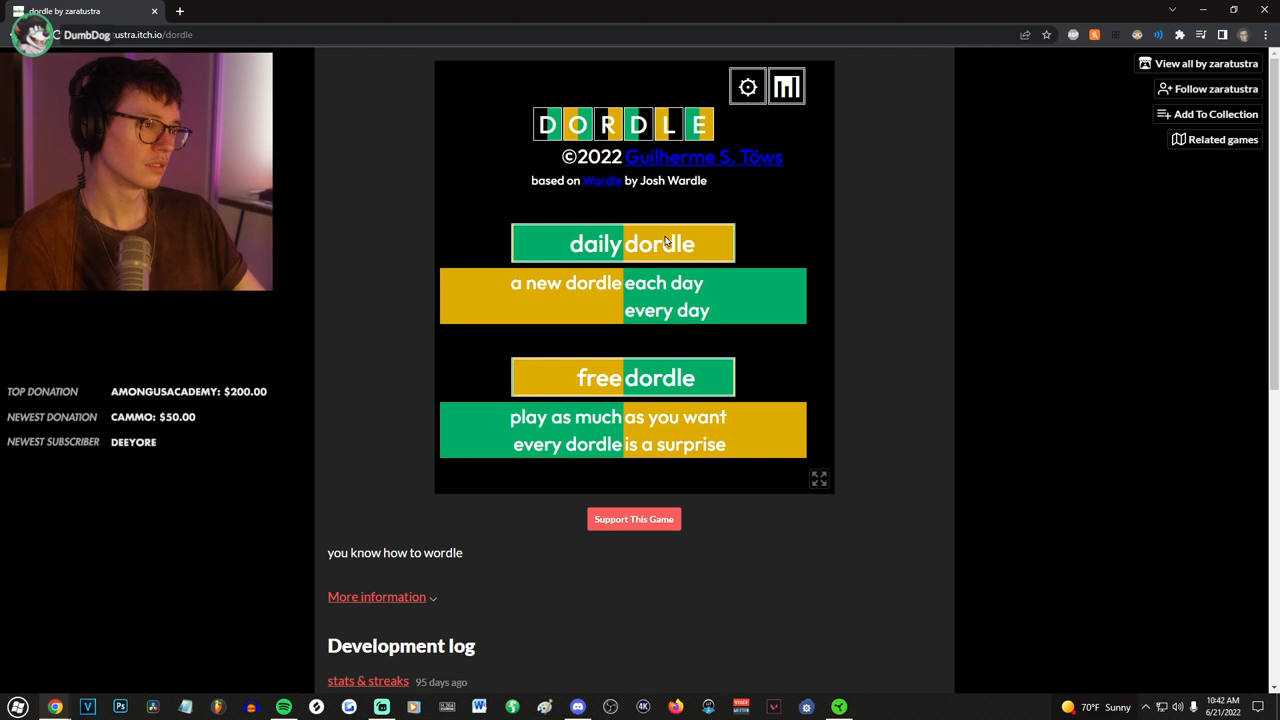 dordle by zaratustra
DumbDog
ustra.itch.io/dordle
View all by zaratustra
Follow zaratustra
Add To Collection
Related games
DORDLE
©2022 Guilherme S. Töws
based on Wordle by Josh Wardle
daily dordle
a new dordle each day
every day
free dordle
play as much as you want
every dordle is a surprise
TOP DONATION AMONGUSACADEMY: $200.00
NEWEST DONATION CAMMO: $50.00
NEWEST SUBSCRIBER DEEYORE
Support This Game
you know how to wordle
More information
Development log
stats & streaks 95 days ago
70°F Sunny
10:42 AM
6/21/2022